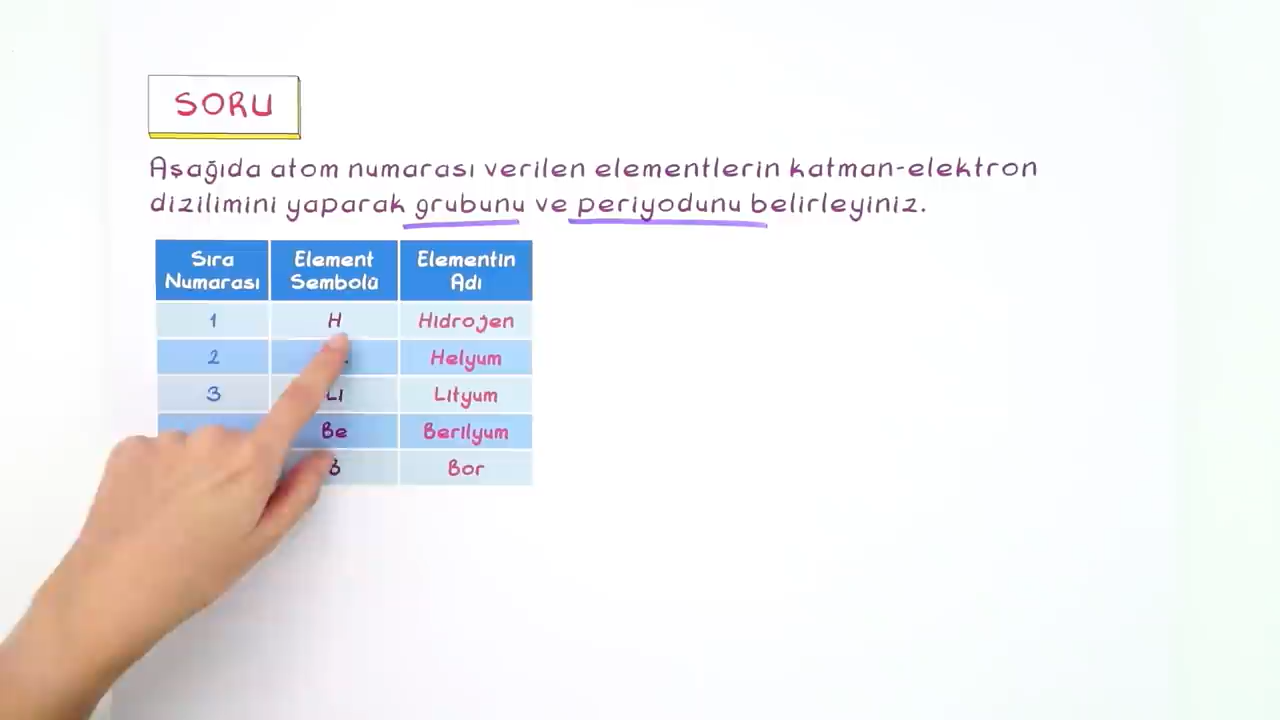 SORU
Aşağıda atom numarası verilen elementlerin katman-elektron
dizilimini yaparak grubunu ve periyodunu belirleyiniz.
Sıra Numarası Element Sembolü Elementin Adı
1 H Hidrojen
2 Helyum
3 Li Lityum
Be Berilyum
B Bor